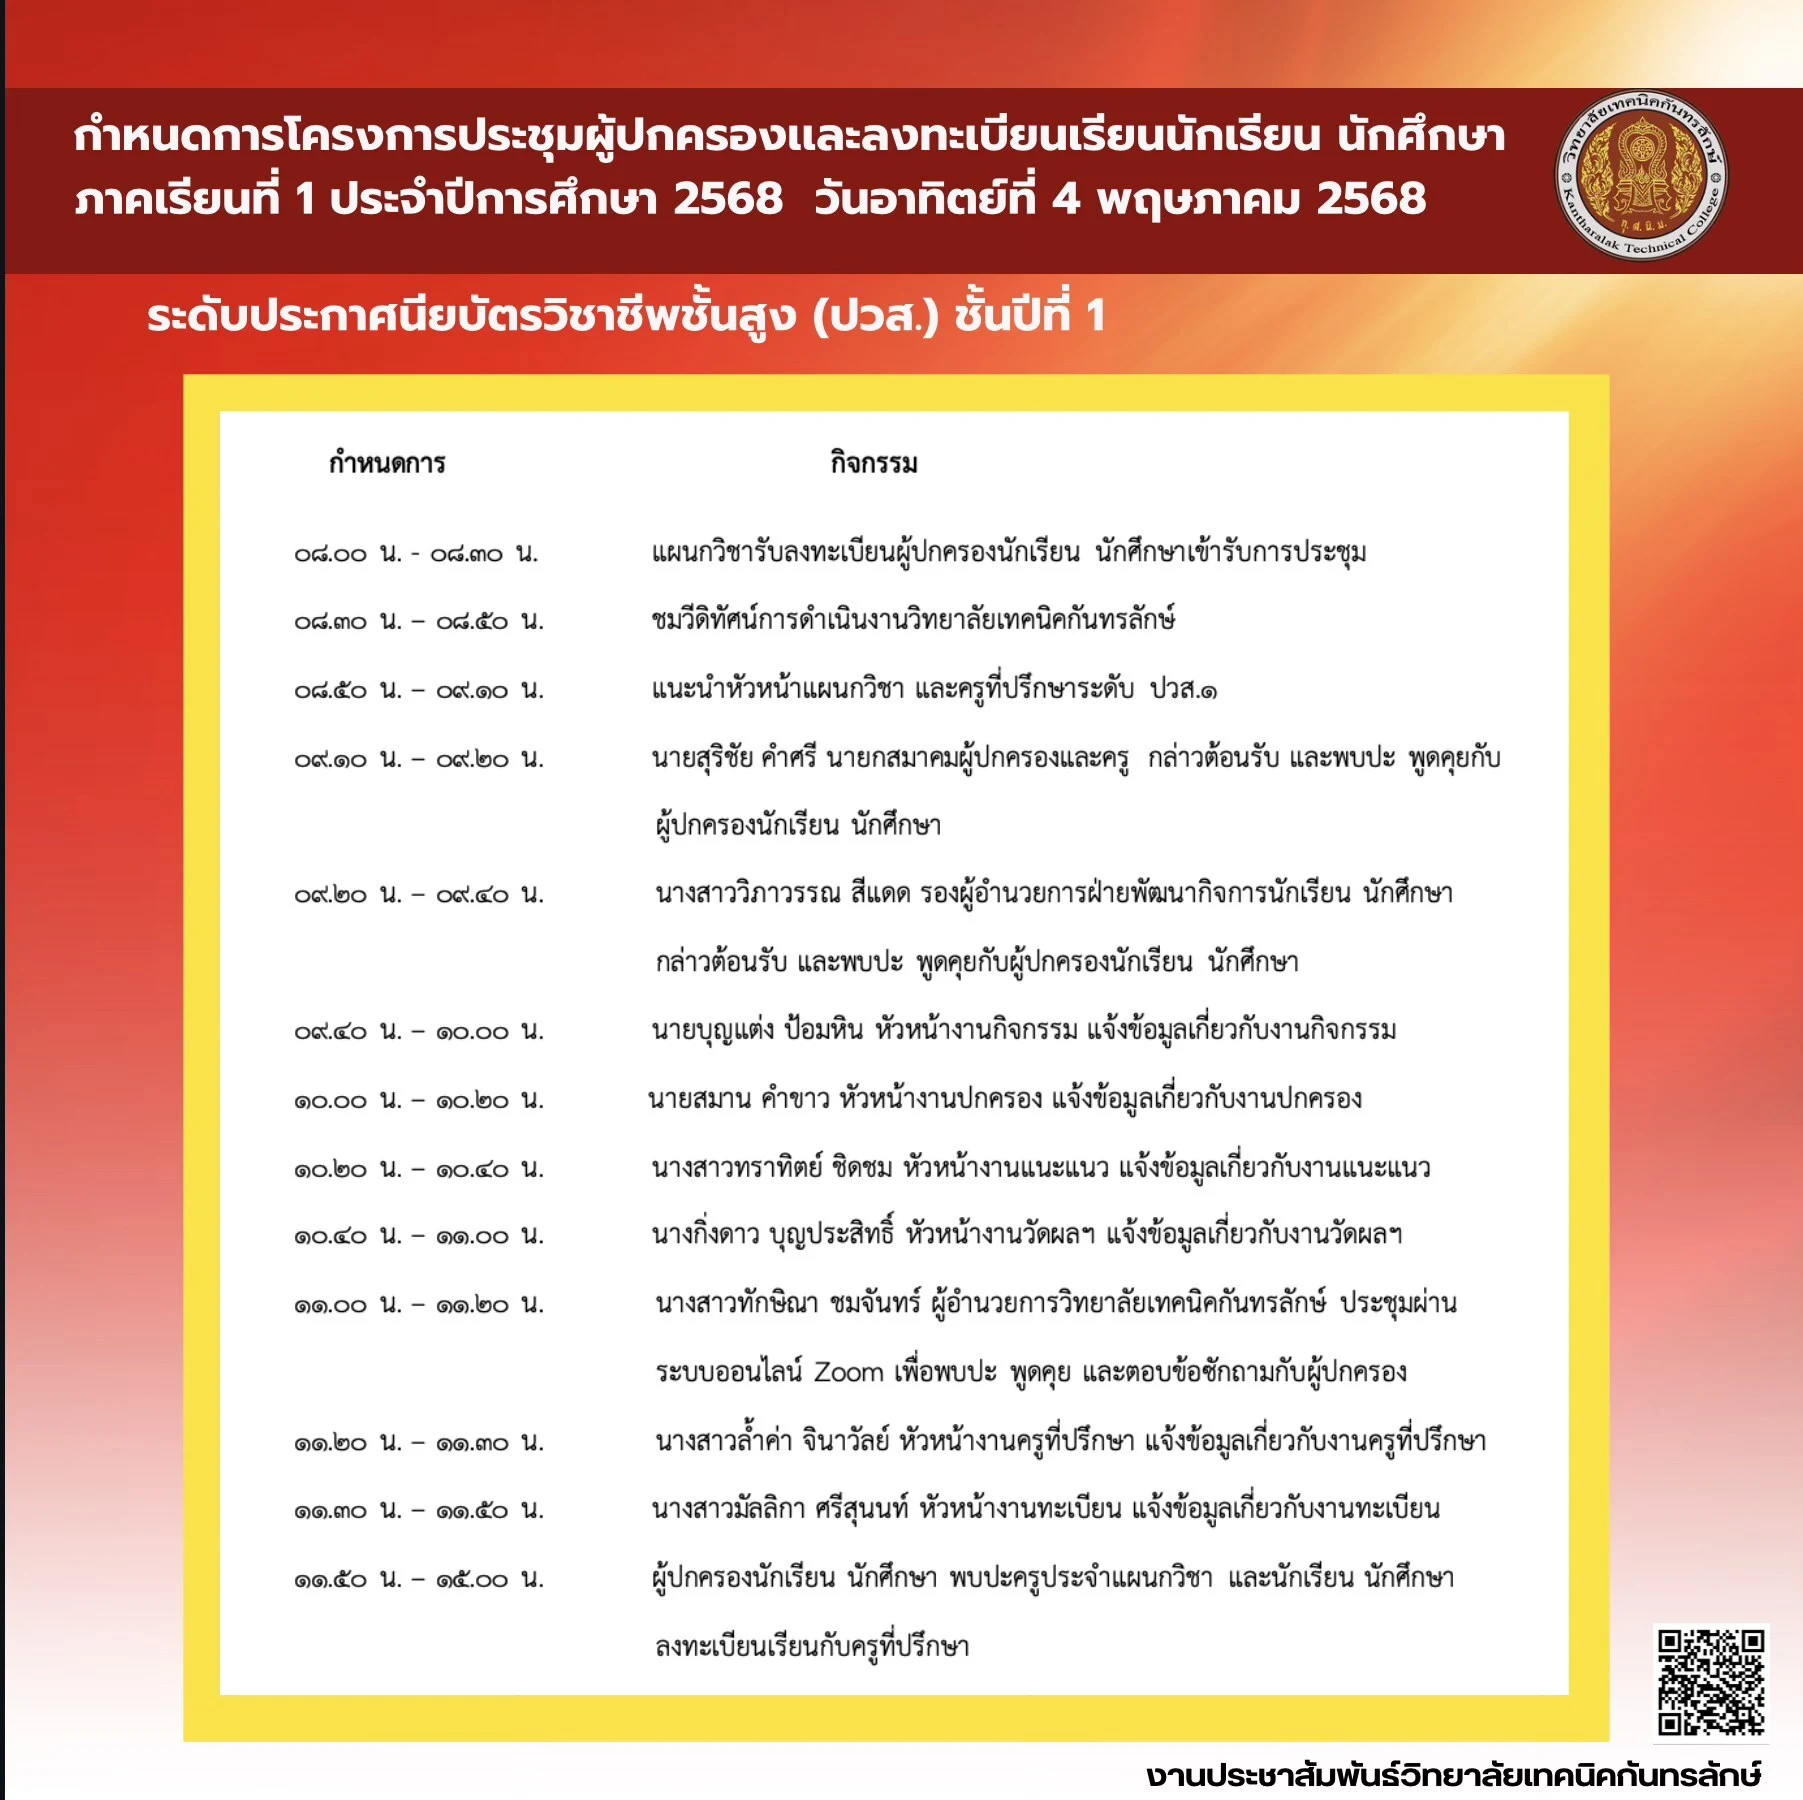 กำหนดการโครงการประชุมผู้ปกครองและลงทะเบียนเรียนนักเรียน นักศึกษา
ภาคเรียนที่ 1 ประจำปีการศึกษา 2568 วันอาทิตย์ที่ 4 พฤษภาคม 2568
วิทยาลัยเทคนิคกันทรลักษ์
ทุ.ส.นิ.ม.
Kantharalak Technical College
ระดับประกาศนียบัตรวิชาชีพชั้นสูง (ปวส.) ชั้นปีที่ 1
กำหนดการ กิจกรรม
๐๘.๐๐ น. - ๐๘.๓๐ น. แผนกวิชารับลงทะเบียนผู้ปกครองนักเรียน นักศึกษาเข้ารับการประชุม
๐๘.๓๐ น. – ๐๘.๕๐ น. ชมวีดิทัศน์การดำเนินงานวิทยาลัยเทคนิคกันทรลักษ์
๐๘.๕๐ น. – ๐๙.๑๐ น. แนะนำหัวหน้าแผนกวิชา และครูที่ปรึกษาระดับ ปวส.๑
๐๙.๑๐ น. – ๐๙.๒๐ น. นายสุริชัย คำศรี นายกสมาคมผู้ปกครองและครู กล่าวต้อนรับ และพบปะ พูดคุยกับ
ผู้ปกครองนักเรียน นักศึกษา
๐๙.๒๐ น. – ๐๙.๔๐ น. นางสาววิภาวรรณ สีแดด รองผู้อำนวยการฝ่ายพัฒนากิจการนักเรียน นักศึกษา
กล่าวต้อนรับ และพบปะ พูดคุยกับผู้ปกครองนักเรียน นักศึกษา
๐๙.๔๐ น. – ๑๐.๐๐ น. นายบุญแต่ง ป้อมหิน หัวหน้างานกิจกรรม แจ้งข้อมูลเกี่ยวกับงานกิจกรรม
๑๐.๐๐ น. – ๑๐.๒๐ น. นายสมาน คำขาว หัวหน้างานปกครอง แจ้งข้อมูลเกี่ยวกับงานปกครอง
๑๐.๒๐ น. – ๑๐.๔๐ น. นางสาวทราทิตย์ ชิดชม หัวหน้างานแนะแนว แจ้งข้อมูลเกี่ยวกับงานแนะแนว
๑๐.๔๐ น. – ๑๑.๐๐ น. นางกิ่งดาว บุญประสิทธิ์ หัวหน้างานวัดผลฯ แจ้งข้อมูลเกี่ยวกับงานวัดผลฯ
๑๑.๐๐ น. – ๑๑.๒๐ น. นางสาวทักษิณา ชมจันทร์ ผู้อำนวยการวิทยาลัยเทคนิคกันทรลักษ์ ประชุมผ่าน
ระบบออนไลน์ Zoom เพื่อพบปะ พูดคุย และตอบข้อซักถามกับผู้ปกครอง
๑๑.๒๐ น. – ๑๑.๓๐ น. นางสาวล้ำค่า จินาวัลย์ หัวหน้างานครูที่ปรึกษา แจ้งข้อมูลเกี่ยวกับงานครูที่ปรึกษา
๑๑.๓๐ น. – ๑๑.๕๐ น. นางสาวมัลลิกา ศรีสุนนท์ หัวหน้างานทะเบียน แจ้งข้อมูลเกี่ยวกับงานทะเบียน
๑๑.๕๐ น. – ๑๕.๐๐ น. ผู้ปกครองนักเรียน นักศึกษา พบปะครูประจำแผนกวิชา และนักเรียน นักศึกษา
ลงทะเบียนเรียนกับครูที่ปรึกษา
งานประชาสัมพันธ์วิทยาลัยเทคนิคกันทรลักษ์